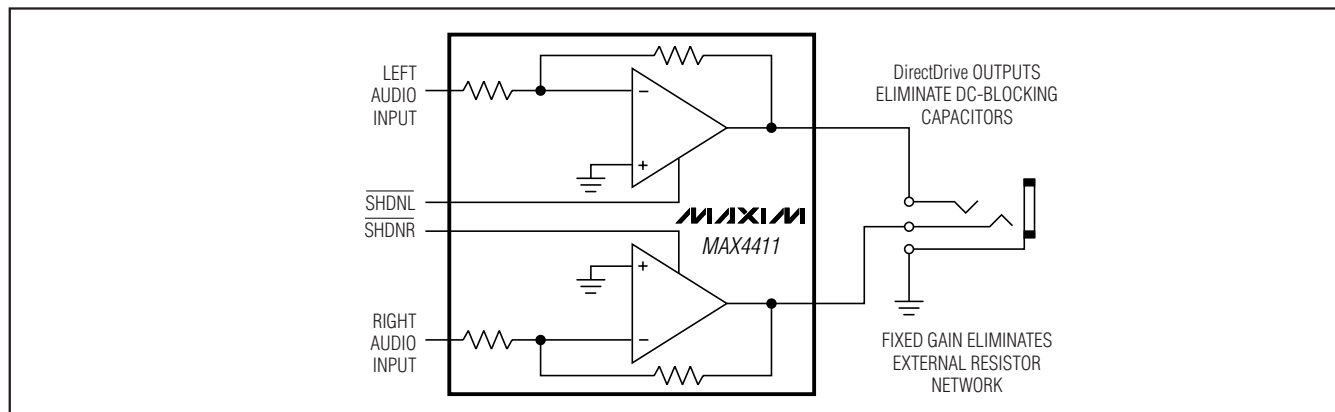 LEFT
AUDIO
INPUT
DirectDrive OUTPUTS
ELIMINATE DC-BLOCKING
CAPACITORS
−
+
SHDNL
SHDNR
MAXIM
MAX4411
+
−
RIGHT
AUDIO
INPUT
FIXED GAIN ELIMINATES
EXTERNAL RESISTOR
NETWORK